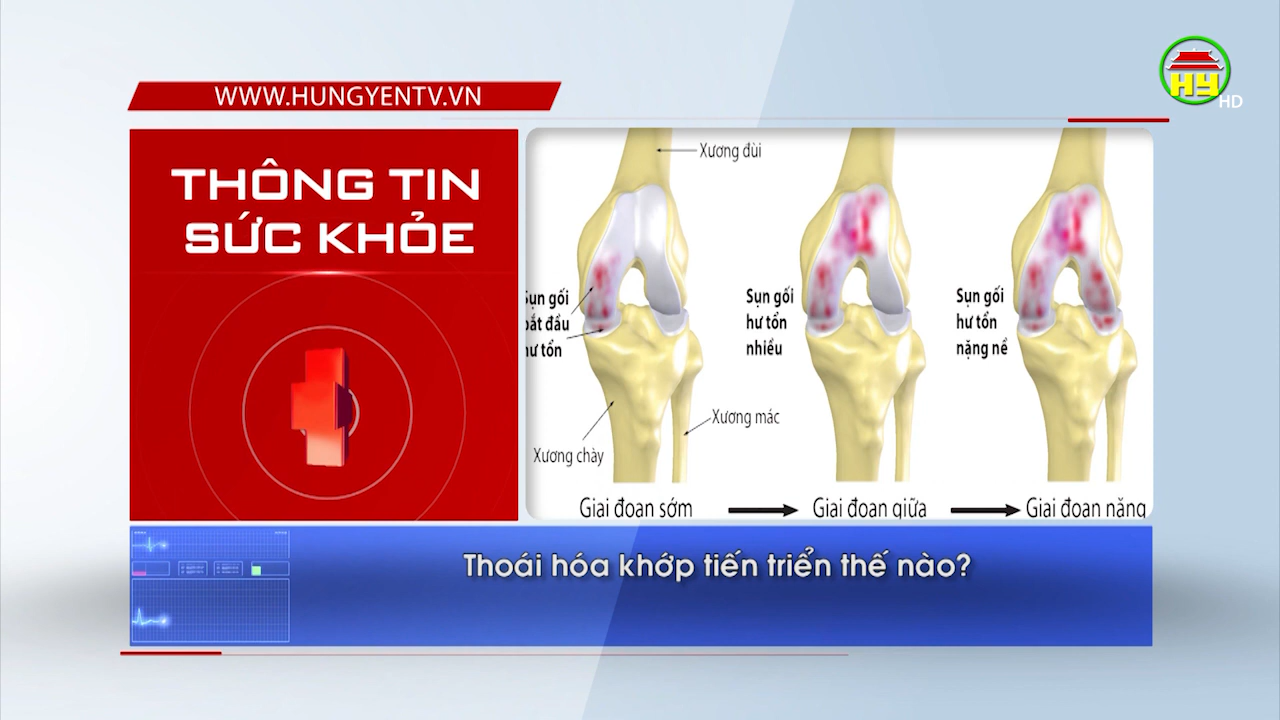 WWW.HUNGYENTV.VN
HY
HD
THÔNG TIN
SỨC KHỎE
Xương đùi
Sụn gối
bắt đầu
hư tổn
Sụn gối
hư tổn
nhiều
Sụn gối
hư tổn
nặng nề
Xương mác
Xương chày
Giai đoạn sớm
Giai đoạn giữa
Giai đoạn nặng
Thoái hóa khớp tiến triển thế nào?